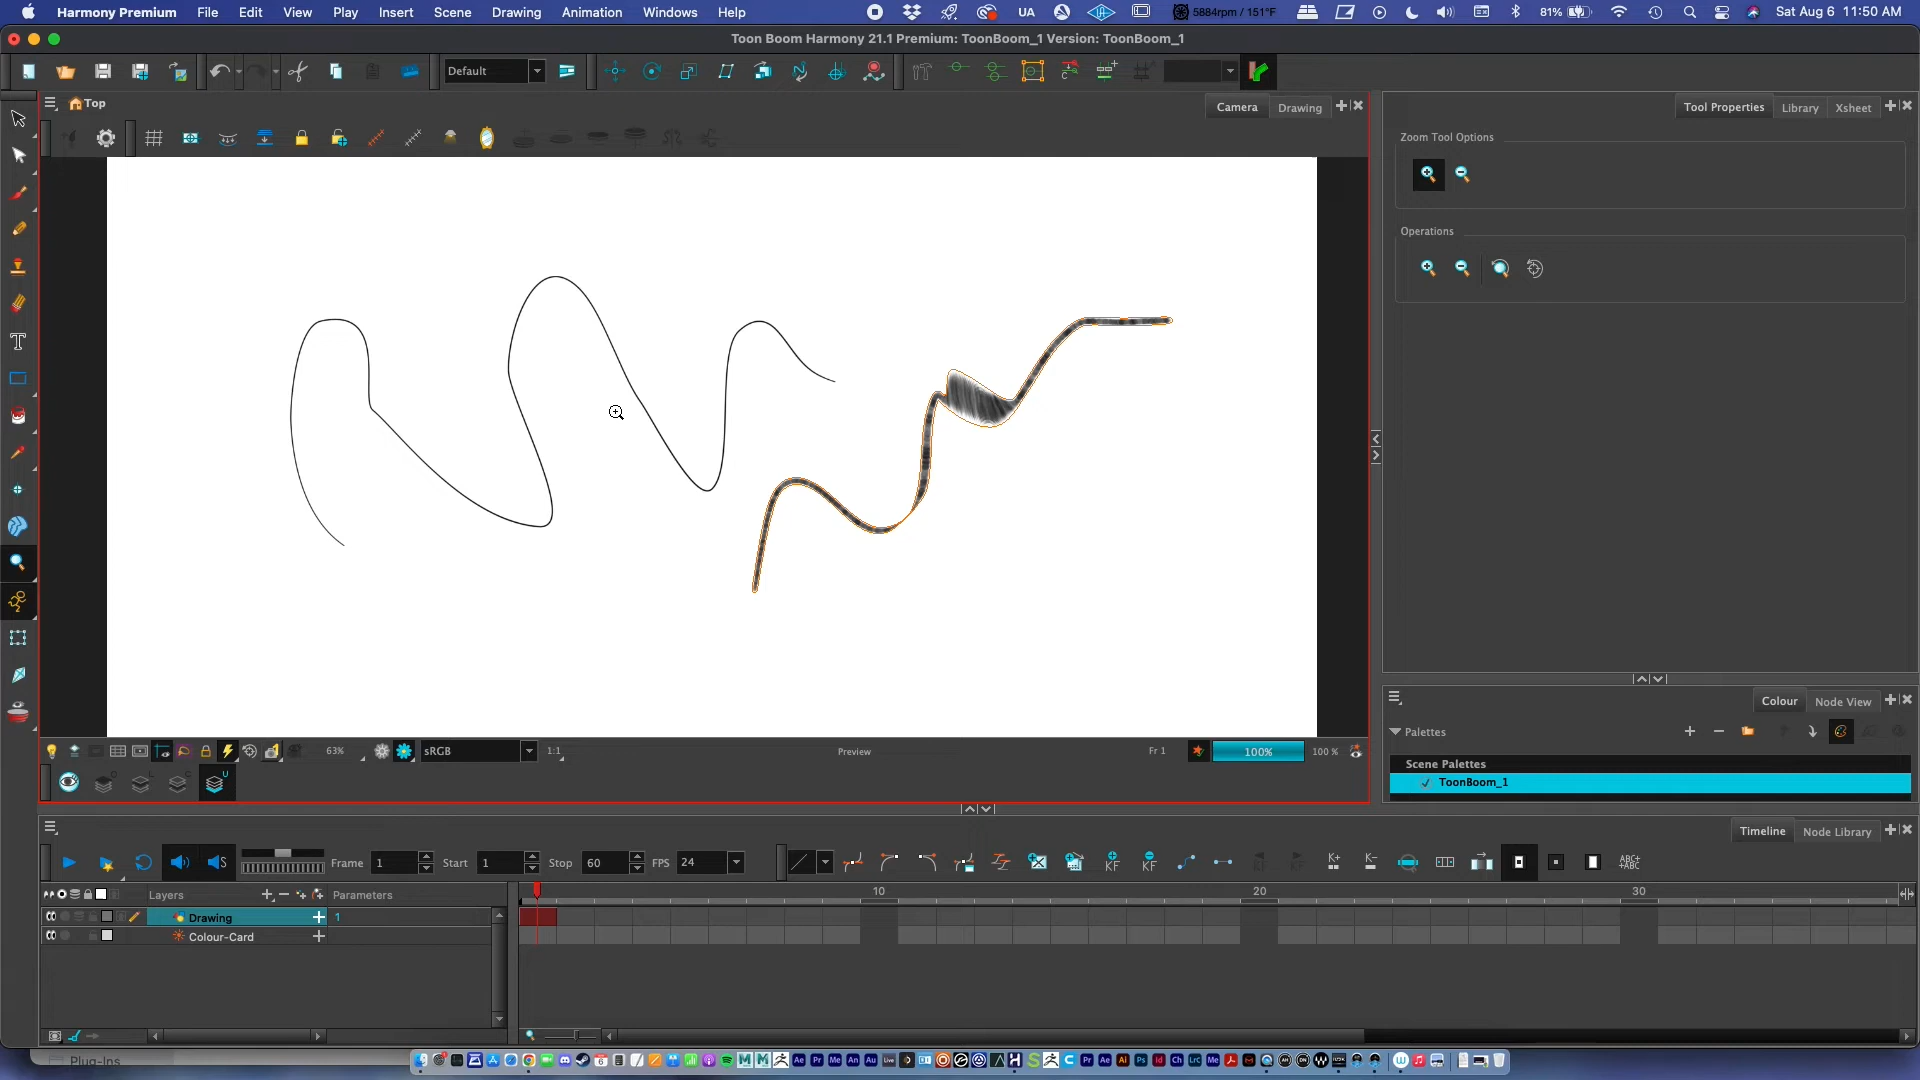 Harmony Premium File Edit View Play Insert Scene Drawing Animation Windows Help UA 5884rpm / 151°F 81% Sat Aug 6 11:50 AM
Toon Boom Harmony 21.1 Premium: ToonBoom_1 Version: ToonBoom_1
Default
Top Camera Drawing Tool Properties Library Xsheet
Zoom Tool Options
Operations
63% sRGB 1:1 Preview Fr 1 100% 100 %
Colour Node View
Palettes
Scene Palettes
ToonBoom_1
Timeline Node Library
Frame 1 Start 1 Stop 60 FPS 24 KF KF
Layers Parameters 10 20 30
Drawing 1
Colour-Card
Plug-Ins